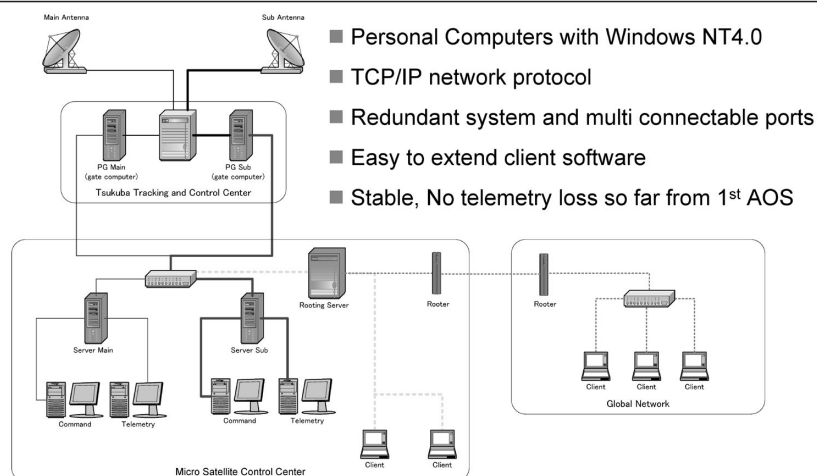 Main Antenna
Sub Antenna
■ Personal Computers with Windows NT4.0
■ TCP/IP network protocol
■ Redundant system and multi connectable ports
■ Easy to extend client software
■ Stable, No telemetry loss so far from 1st AOS
PG Main
(gate computer)
PG Sub
(gate computer)
Tsukuba Tracking and Control Center
Rooting Server
Rooter
Rooter
Server Main
Server Sub
Client
Client
Client
Global Network
Command
Telemetry
Command
Telemetry
Client
Client
Micro Satellite Control Center